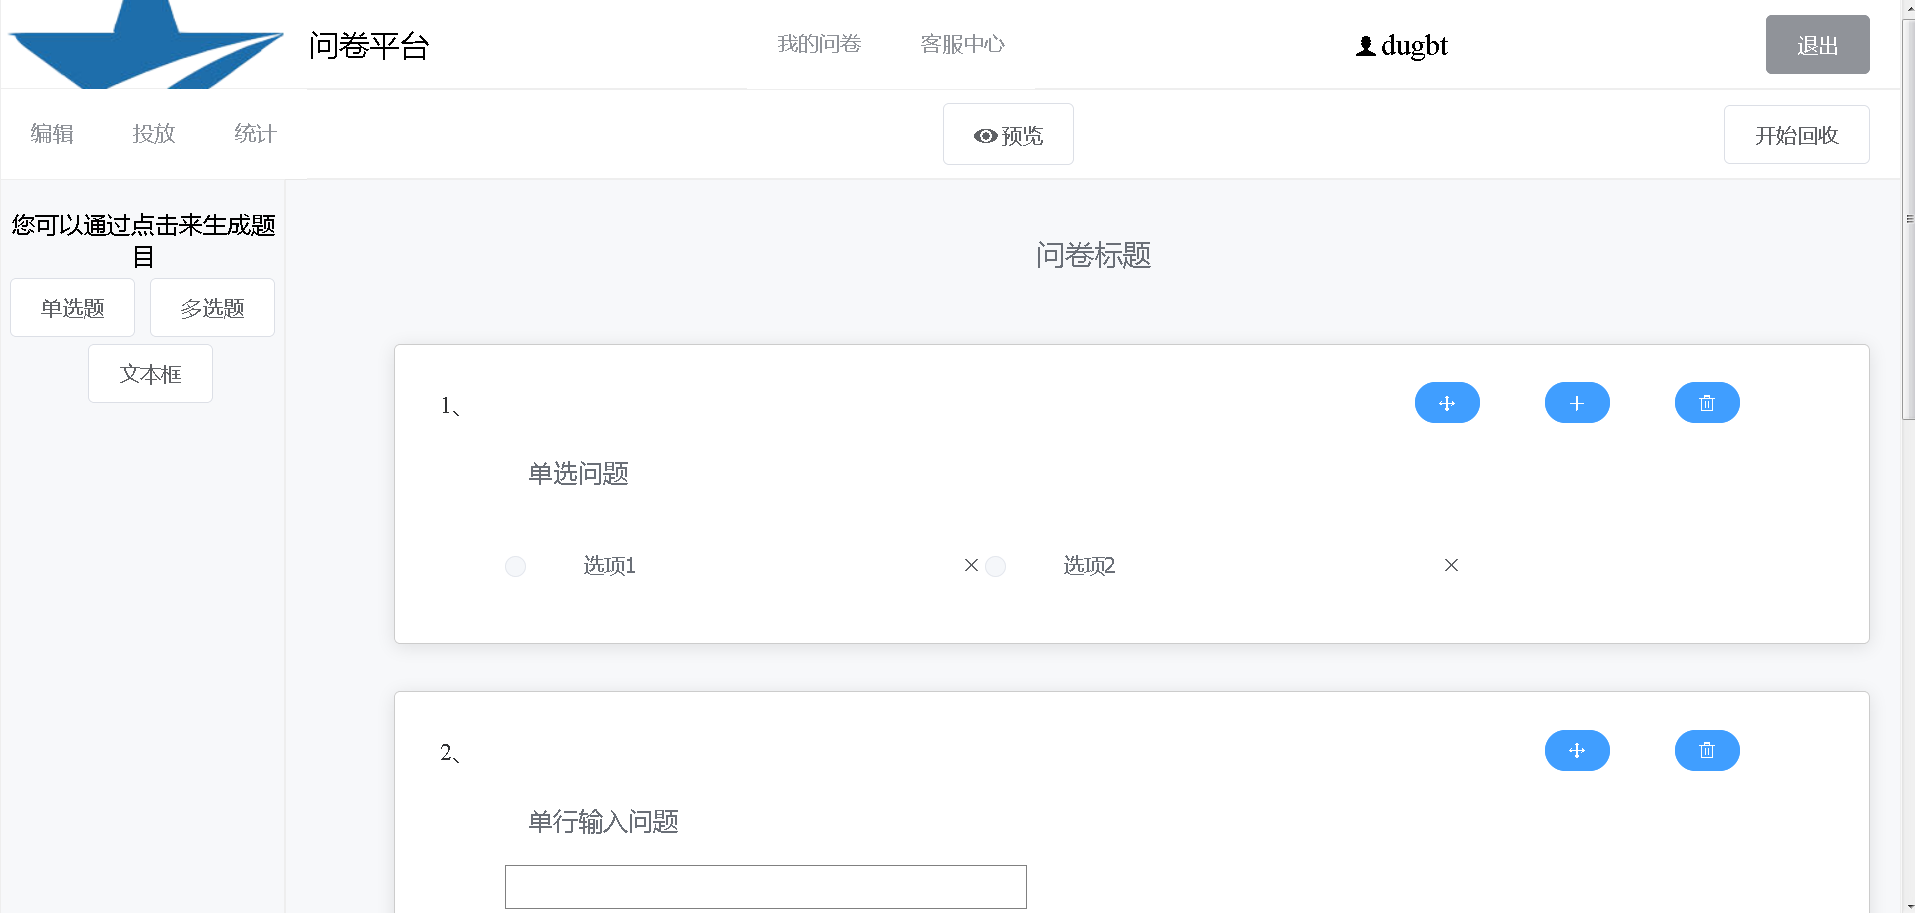 问卷平台
我的问卷
客服中心
dugbt
退出
编辑
投放
统计
预览
开始回收
您可以通过点击来生成题
目
单选题
多选题
文本框
问卷标题
1、
单选问题
选项1
选项2
2、
单行输入问题